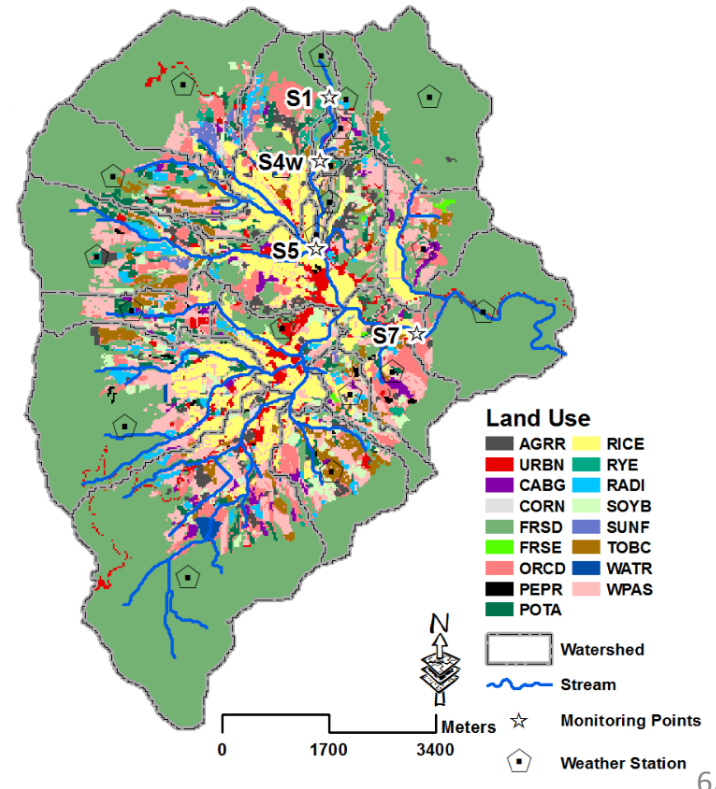 S1
S4w
S5
S7
Land Use
AGRR RICE
URBN RYE
CABG RADI
CORN SOYB
FRSD SUNF
FRSE TOBC
ORCD WATR
PEPR WPAS
POTA
Watershed
Stream
Monitoring Points
Weather Station
N
Meters
0 1700 3400